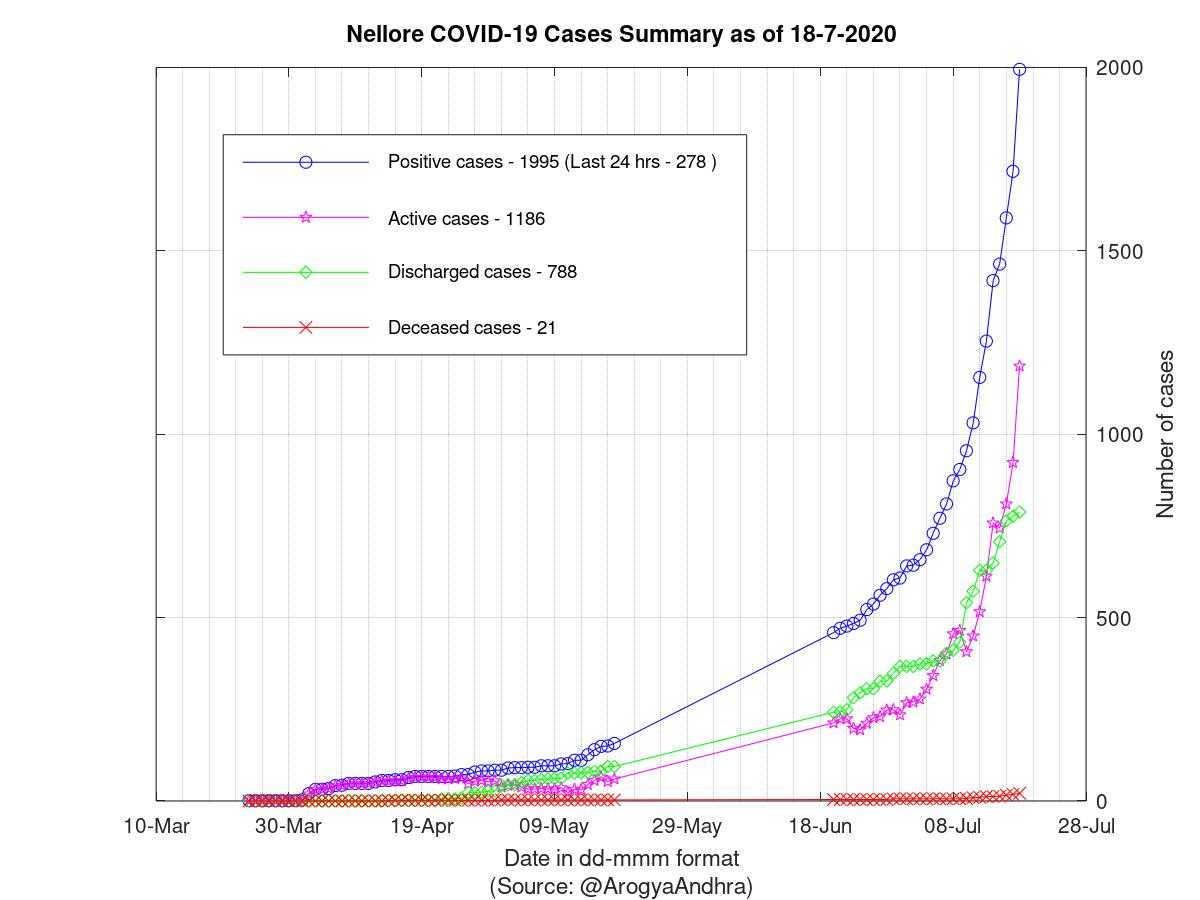 Nellore COVID-19 Cases Summary as of 18-7-2020
Positive cases - 1995 (Last 24 hrs - 278 )
Active cases - 1186
Discharged cases - 788
Deceased cases - 21
2000
1500
1000
500
0
Number of cases
10-Mar 30-Mar 19-Apr 09-May 29-May 18-Jun 08-Jul 28-Jul
Date in dd-mmm format
(Source: @ArogyaAndhra)